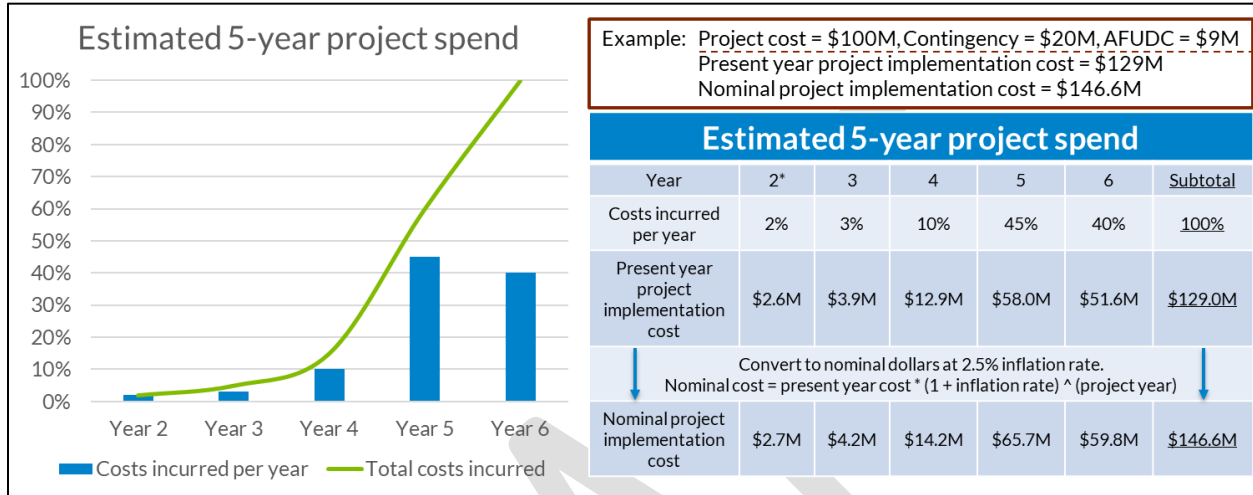 Estimated 5-year project spend
100%
90%
80%
70%
60%
50%
40%
30%
20%
10%
0%
Year 2 Year 3 Year 4 Year 5 Year 6
Costs incurred per year Total costs incurred
Example: Project cost = $100M, Contingency = $20M, AFUDC = $9M
Present year project implementation cost = $129M
Nominal project implementation cost = $146.6M
Estimated 5-year project spend
Year 2* 3 4 5 6 Subtotal
Costs incurred
per year 2% 3% 10% 45% 40% 100%
Present year
project
implementation
cost $2.6M $3.9M $12.9M $58.0M $51.6M $129.0M
Convert to nominal dollars at 2.5% inflation rate.
Nominal cost = present year cost * (1 + inflation rate) ^ (project year)
Nominal project
implementation
cost $2.7M $4.2M $14.2M $65.7M $59.8M $146.6M